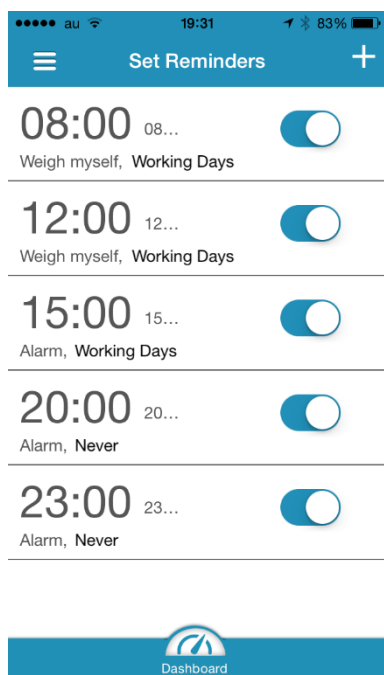 au 19:31 83%
Set Reminders +
08:00 08...
Weigh myself, Working Days
12:00 12...
Weigh myself, Working Days
15:00 15...
Alarm, Working Days
20:00 20...
Alarm, Never
23:00 23...
Alarm, Never
Dashboard